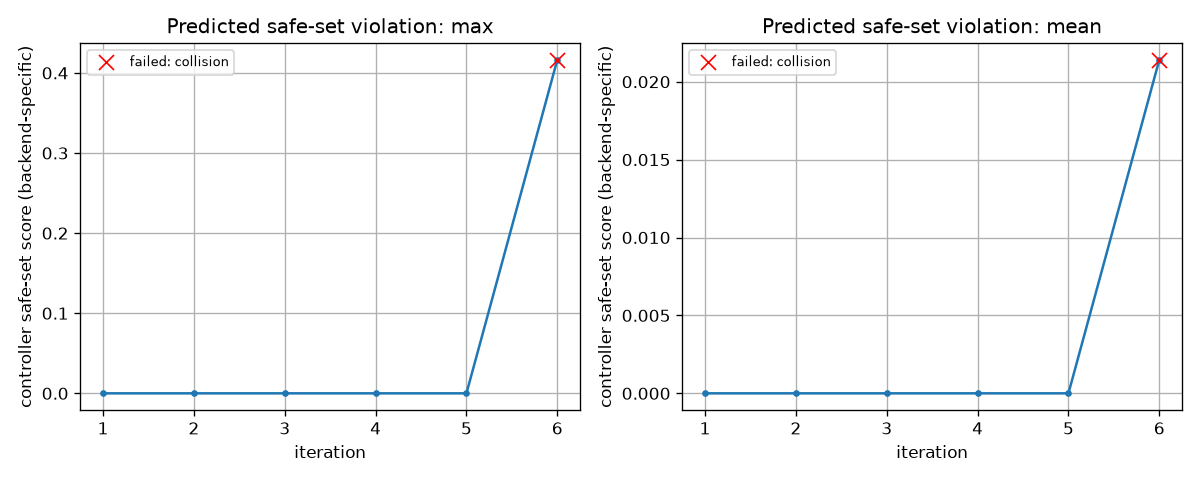 Predicted safe-set violation: max
controller safe-set score (backend-specific)
failed: collision
0.4
0.3
0.2
0.1
0.0
1 2 3 4 5 6
iteration
Predicted safe-set violation: mean
controller safe-set score (backend-specific)
failed: collision
0.020
0.015
0.010
0.005
0.000
1 2 3 4 5 6
iteration